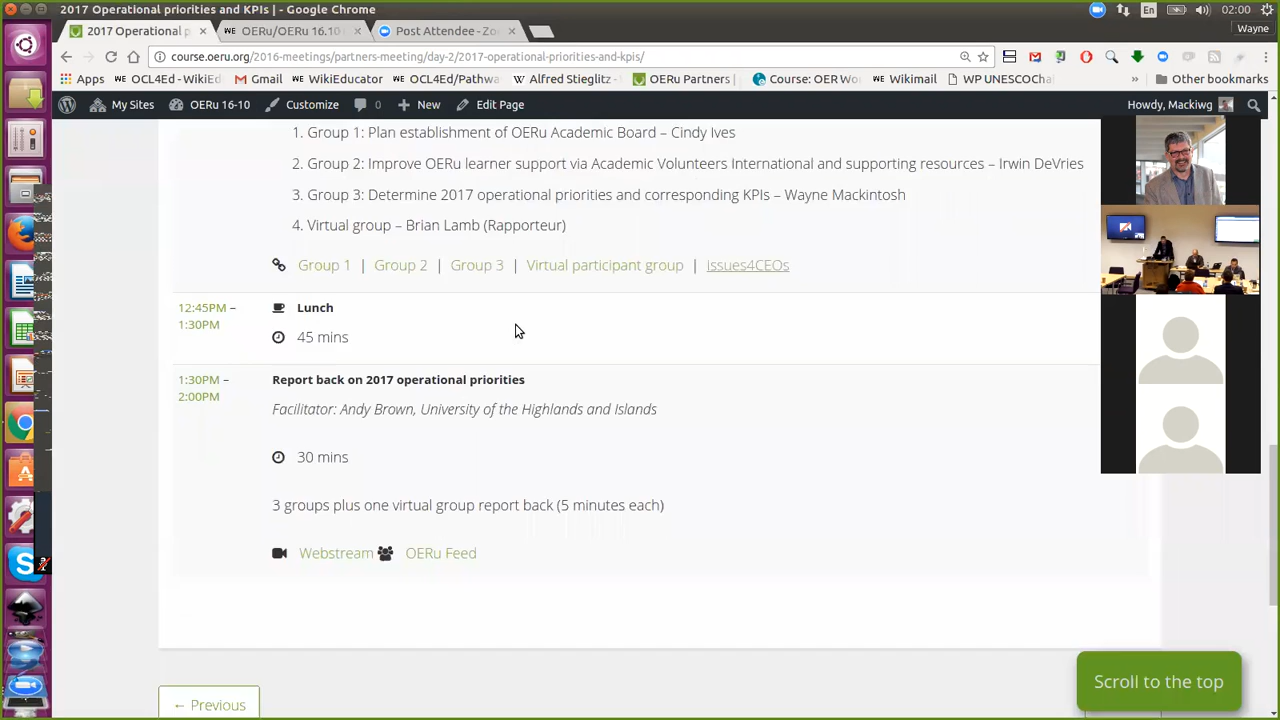 2017 Operational priorities and KPIs | - Google Chrome
En
02:00
2017 Operational p
OERu/OERu 16.10
Post Attendee - Zo
Wayne
course.oeru.org/2016-meetings/partners-meeting/day-2/2017-operational-priorities-and-kpis/
Apps
OCL4Ed - WikiEd
Gmail
WikiEducator
OCL4Ed/Pathwa
Alfred Stieglitz -
OERu Partners |
Course: OER Wo
Wikimail
WP UNESCOCha
»
Other bookmarks
My Sites
OERu 16-10
Customize
0
New
Edit Page
Howdy, Mackiwg
1. Group 1: Plan establishment of OERu Academic Board – Cindy Ives
2. Group 2: Improve OERu learner support via Academic Volunteers International and supporting resources – Irwin DeVries
3. Group 3: Determine 2017 operational priorities and corresponding KPIs – Wayne Mackintosh
4. Virtual group – Brian Lamb (Rapporteur)
Group 1 | Group 2 | Group 3 | Virtual participant group | issues4CEOs
12:45PM –
1:30PM
Lunch
45 mins
1:30PM –
2:00PM
Report back on 2017 operational priorities
Facilitator: Andy Brown, University of the Highlands and Islands
30 mins
3 groups plus one virtual group report back (5 minutes each)
Webstream
OERu Feed
Scroll to the top
← Previous